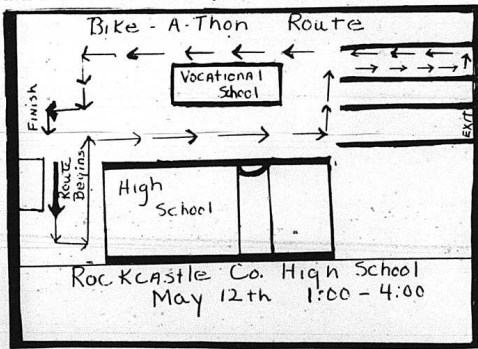 Bike-A-Thon Route
Vocational
School
FINISH
EXIT
Route
Begins
High
School
Rockcastle Co. High School
May 12th 1:00-4:00